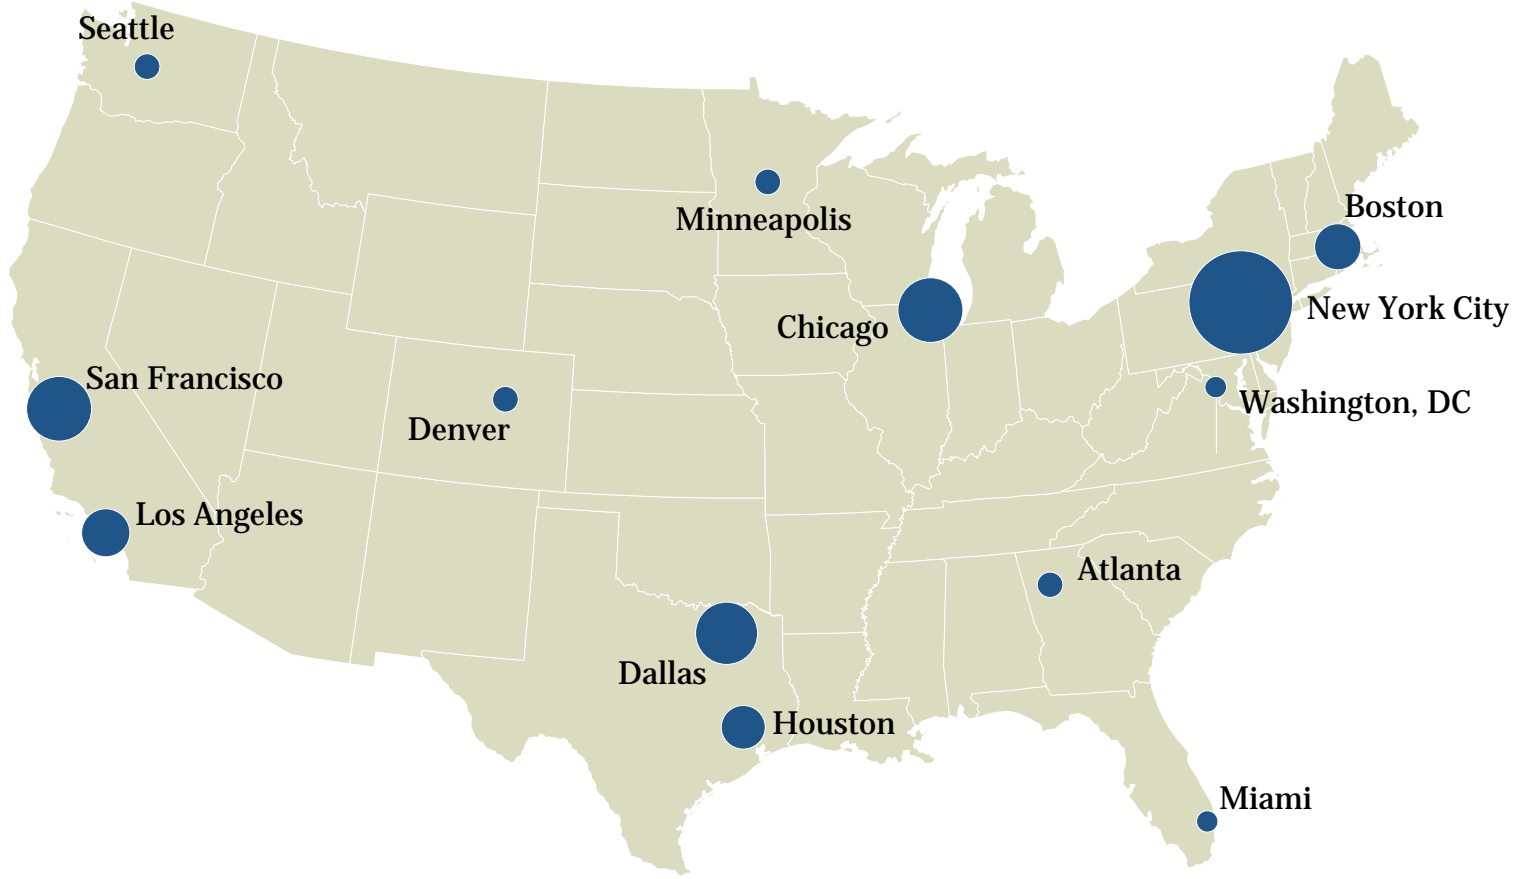 Seattle
Boston
Minneapolis
New York City
Chicago
San Francisco
Washington, DC
Denver
Los Angeles
Atlanta
Dallas
Houston
Miami